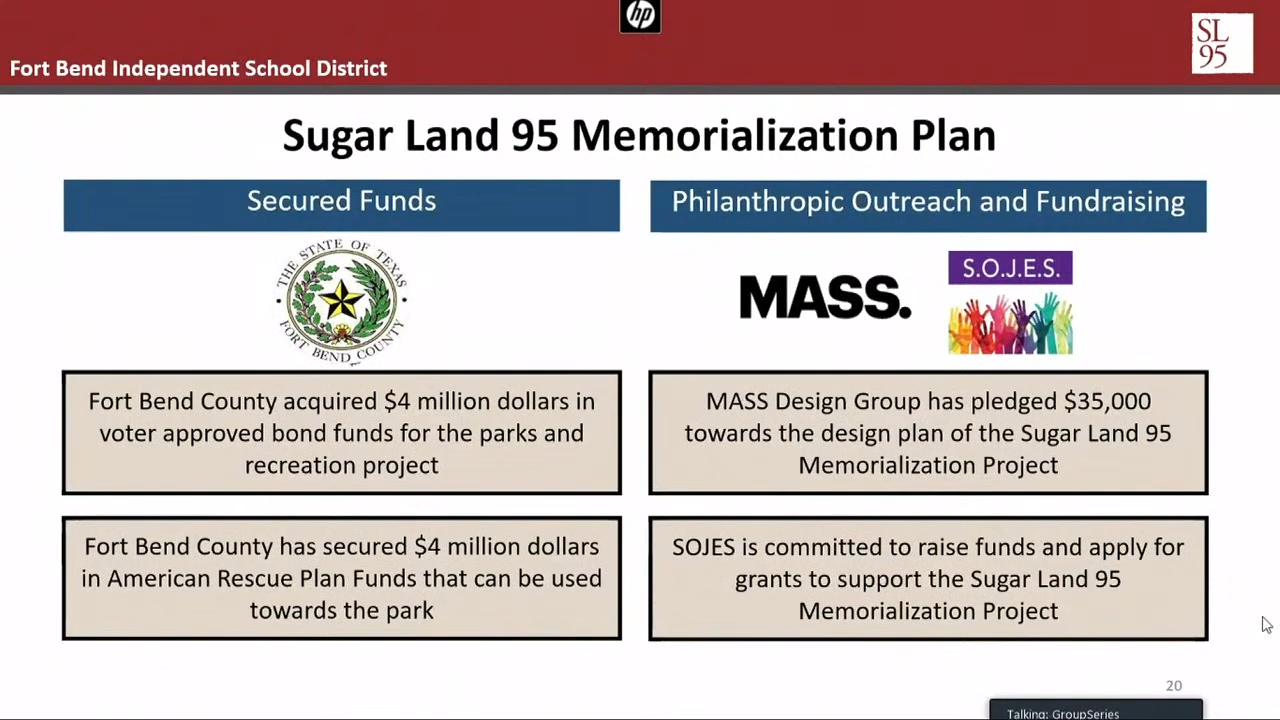 hp
SL
95
Fort Bend Independent School District
Sugar Land 95 Memorialization Plan
Secured Funds
THE STATE OF TEXAS
FORT BEND COUNTY
Fort Bend County acquired $4 million dollars in
voter approved bond funds for the parks and
recreation project
Fort Bend County has secured $4 million dollars
in American Rescue Plan Funds that can be used
towards the park
Philanthropic Outreach and Fundraising
MASS.
S.O.J.E.S.
MASS Design Group has pledged $35,000
towards the design plan of the Sugar Land 95
Memorialization Project
SOJES is committed to raise funds and apply for
grants to support the Sugar Land 95
Memorialization Project
20
Talking: GroupSeries